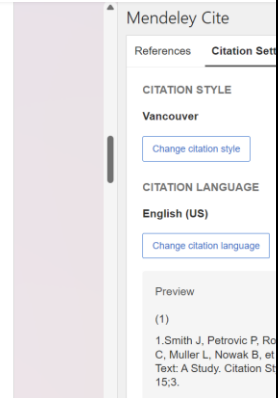 Mendeley Cite
References Citation Sett
CITATION STYLE
Vancouver
Change citation style
CITATION LANGUAGE
English (US)
Change citation language
Preview
(1)
1.Smith J, Petrovic P, Ro
C, Muller L, Nowak B, et
Text: A Study. Citation St
15;3.